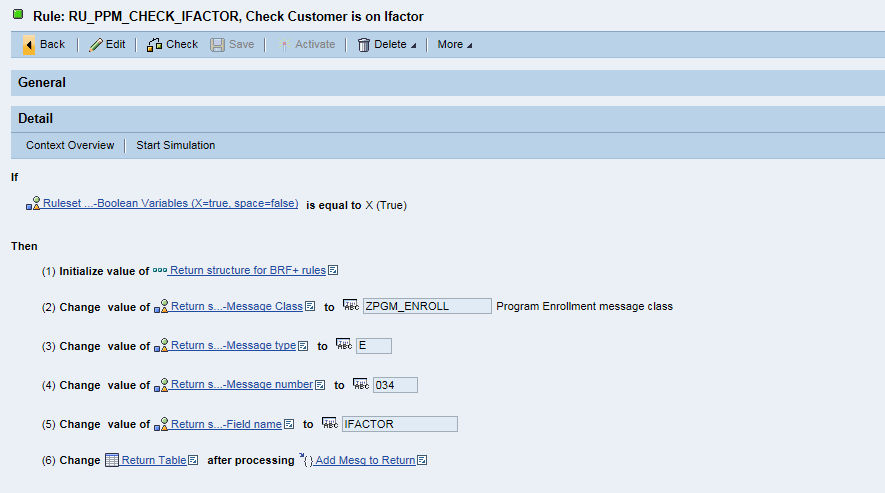 Rule: RU_PPM_CHECK_IFACTOR, Check Customer is on Ifactor
Back Edit Check Save Activate Delete More
General
Detail
Context Overview Start Simulation
If
Ruleset ...-Boolean Variables (X=true, space=false) is equal to X (True)
Then
(1) Initialize value of Return structure for BRF+ rules
(2) Change value of Return s...-Message Class to ZPGM_ENROLL Program Enrollment message class
(3) Change value of Return s...-Message type to E
(4) Change value of Return s...-Message number to 034
(5) Change value of Return s...-Field name to IFACTOR
(6) Change Return Table after processing Add Mesg to Return